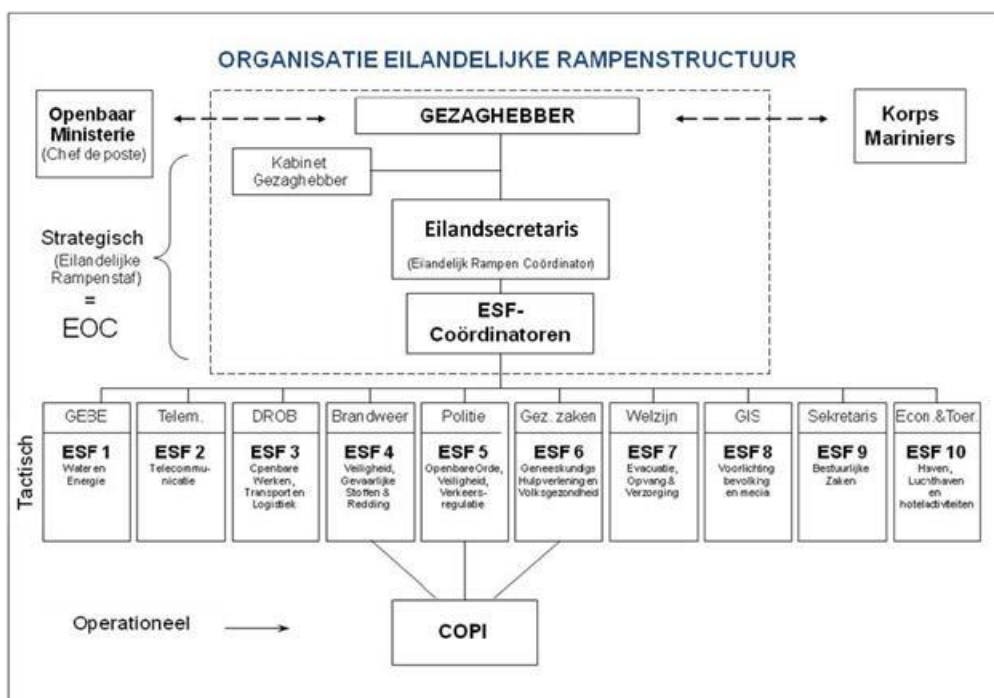 ORGANISATIE EILANDELIJKE RAMPENSTRUCTUUR
Openbaar
Ministerie
(Chef de poste)
GEZAGHEBBER
Korps
Mariniers
Kabinet
Gezaghebber
Strategisch
(Eilandelijke
Rampenstaf)
=
EOC
Eilandsecretaris
(Eilandelijk Rampen Coördinator)
ESF-
Coördinatoren
Tactisch
GEBE
ESF 1
Water en
Energie
Telem.
ESF 2
Telecommu-
nicatie
DROB
ESF 3
Openbare
Werken,
Transport en
Logistiek
Brandweer
ESF 4
Veiligheid,
Gevaarlijke
Stoffen &
Redding
Politie
ESF 5
Openbare Orde,
Veiligheid,
Verkeers-
regulatie
Gez. zaken
ESF 6
Geneeskundige
Hulpverlening en
Volksgezondheid
Welzijn
ESF 7
Evacuatie,
Opvang &
Verzorging
GIS
ESF 8
Voorlichting
bevolking
en media
Sekretaris
ESF 9
Bestuurlijke
Zaken
Econ.&Toer.
ESF 10
Haven,
Luchthaven
en
hotelactiviteiten
Operationeel
COPI